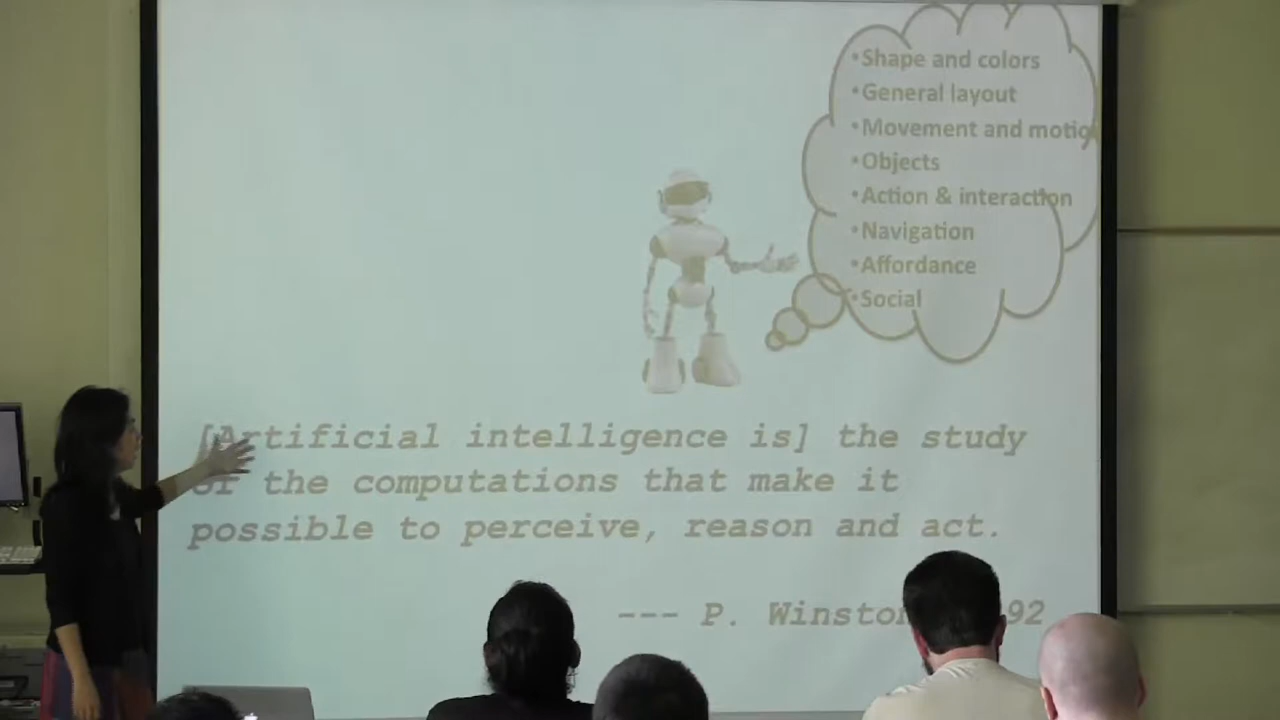 •Shape and colors
•General layout
•Movement and motio
•Objects
•Action & interaction
•Navigation
•Affordance
•Social
[Artificial intelligence is] the study
of the computations that make it
possible to perceive, reason and act.
--- P. Winston 92